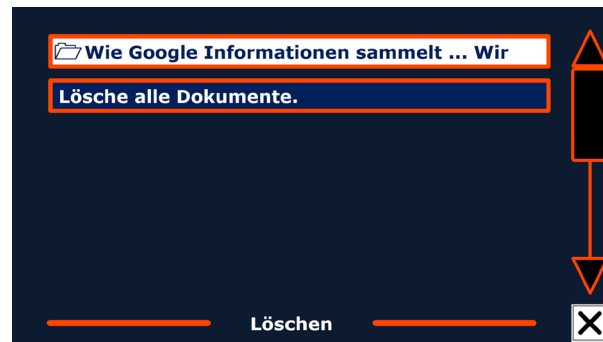 Wie Google Informationen sammelt ... Wir
Lösche alle Dokumente.
Löschen